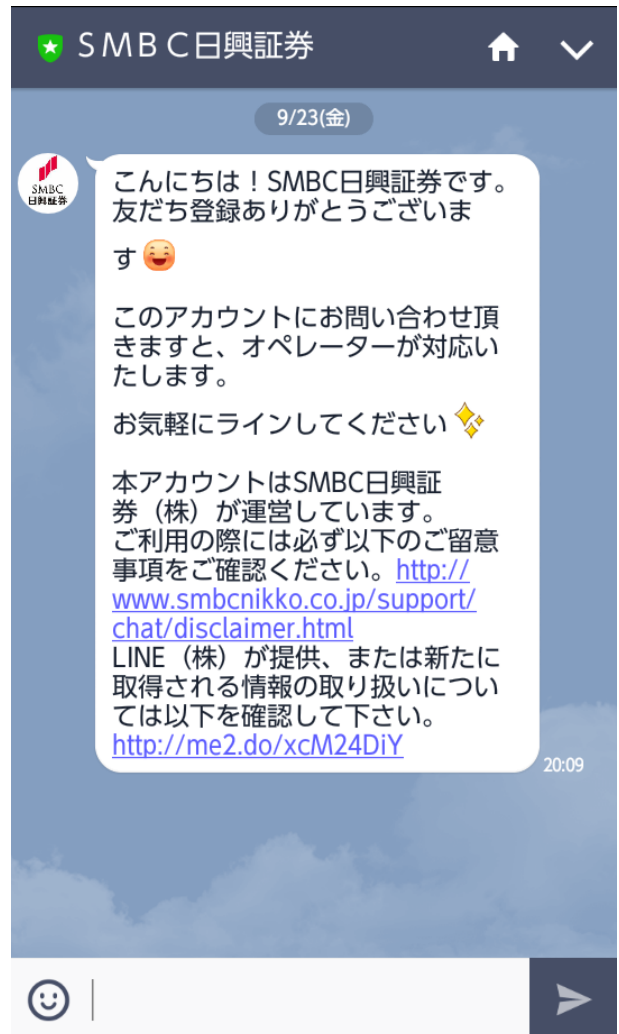 ＳＭＢＣ日興証券
9/23(金)
SMBC
日興証券
こんにちは！SMBC日興証券です。
友だち登録ありがとうございま
す
このアカウントにお問い合わせ頂
きますと、オペレーターが対応い
たします。
お気軽にラインしてください
本アカウントはSMBC日興証
券（株）が運営しています。
ご利用の際には必ず以下のご留意
事項をご確認ください。http://
www.smbcnikko.co.jp/support/
chat/disclaimer.html
LINE（株）が提供、または新たに
取得される情報の取り扱いについ
ては以下を確認して下さい。
http://me2.do/xcM24DiY
20:09